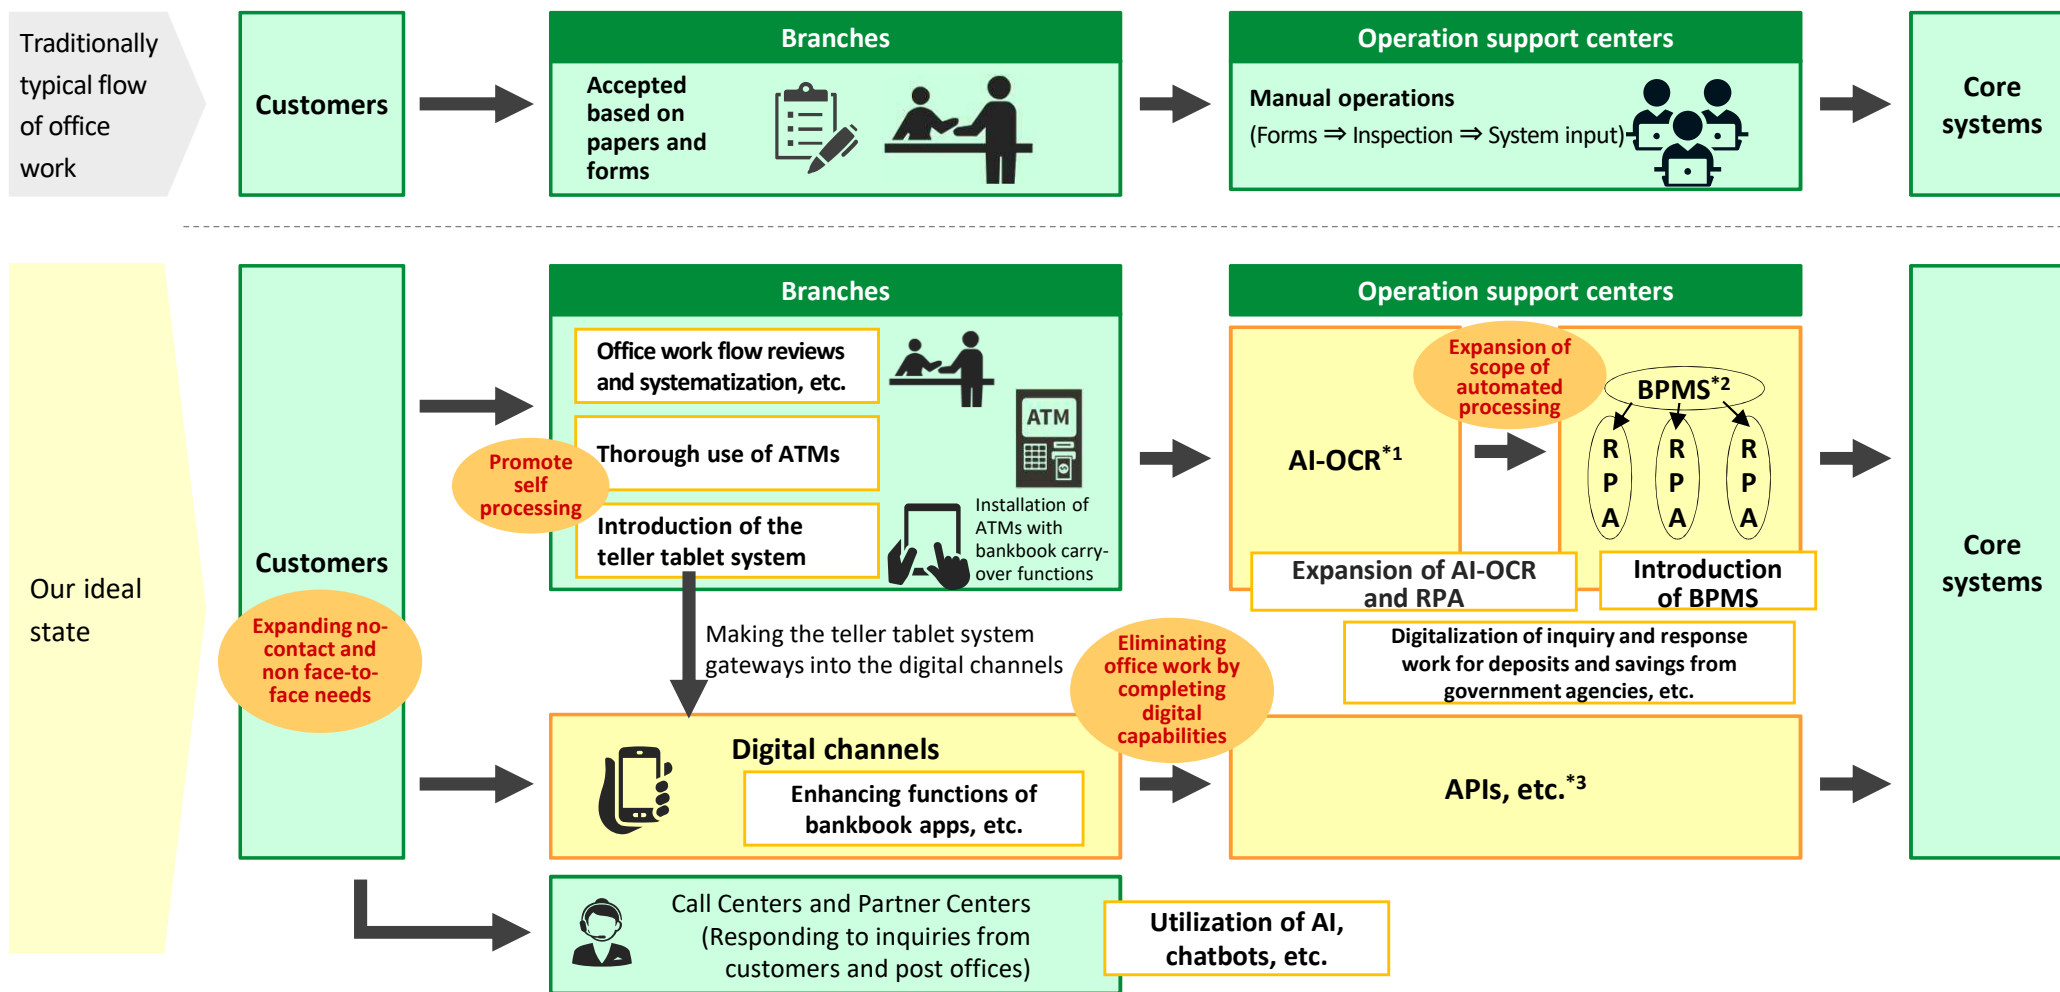 Traditionally
typical flow
of office
work
Customers
Branches
Accepted
based on
papers and
forms
Operation support centers
Manual operations
(Forms ⇒ Inspection ⇒ System input)
Core
systems
Our ideal
state
Customers
Expanding no-
contact and
non face-to-
face needs
Branches
Office work flow reviews
and systematization, etc.
Thorough use of ATMs
Promote
self
processing
Introduction of the
teller tablet system
ATM
Installation of
ATMs with
bankbook carry-
over functions
Making the teller tablet system
gateways into the digital channels
Operation support centers
AI-OCR*1
Expansion of
scope of
automated
processing
BPMS*2
R
P
A
R
P
A
R
P
A
Expansion of AI-OCR
and RPA
Introduction
of BPMS
Digitalization of inquiry and response
work for deposits and savings from
government agencies, etc.
Eliminating
office work by
completing
digital
capabilities
Digital channels
Enhancing functions of
bankbook apps, etc.
APIs, etc.*3
Core
systems
Call Centers and Partner Centers
(Responding to inquiries from
customers and post offices)
Utilization of AI,
chatbots, etc.